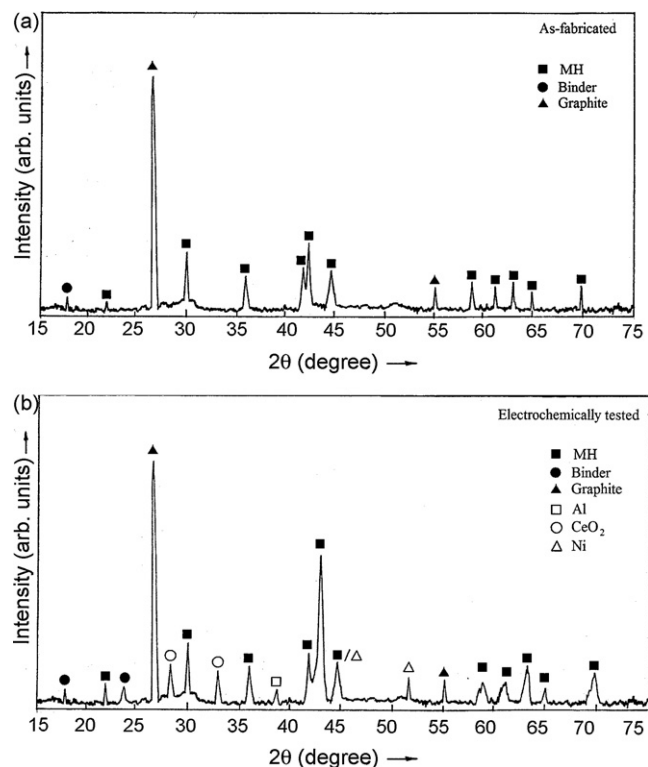 (a)
As-fabricated
■ MH
● Binder
▲ Graphite
Intensity (arb. units) →
15 20 25 30 35 40 45 50 55 60 65 70 75
2θ (degree) →
(b)
Electrochemically tested
■ MH
● Binder
▲ Graphite
□ Al
○ CeO₂
△ Ni
/
Intensity (arb. units) →
15 20 25 30 35 40 45 50 55 60 65 70 75
2θ (degree) →